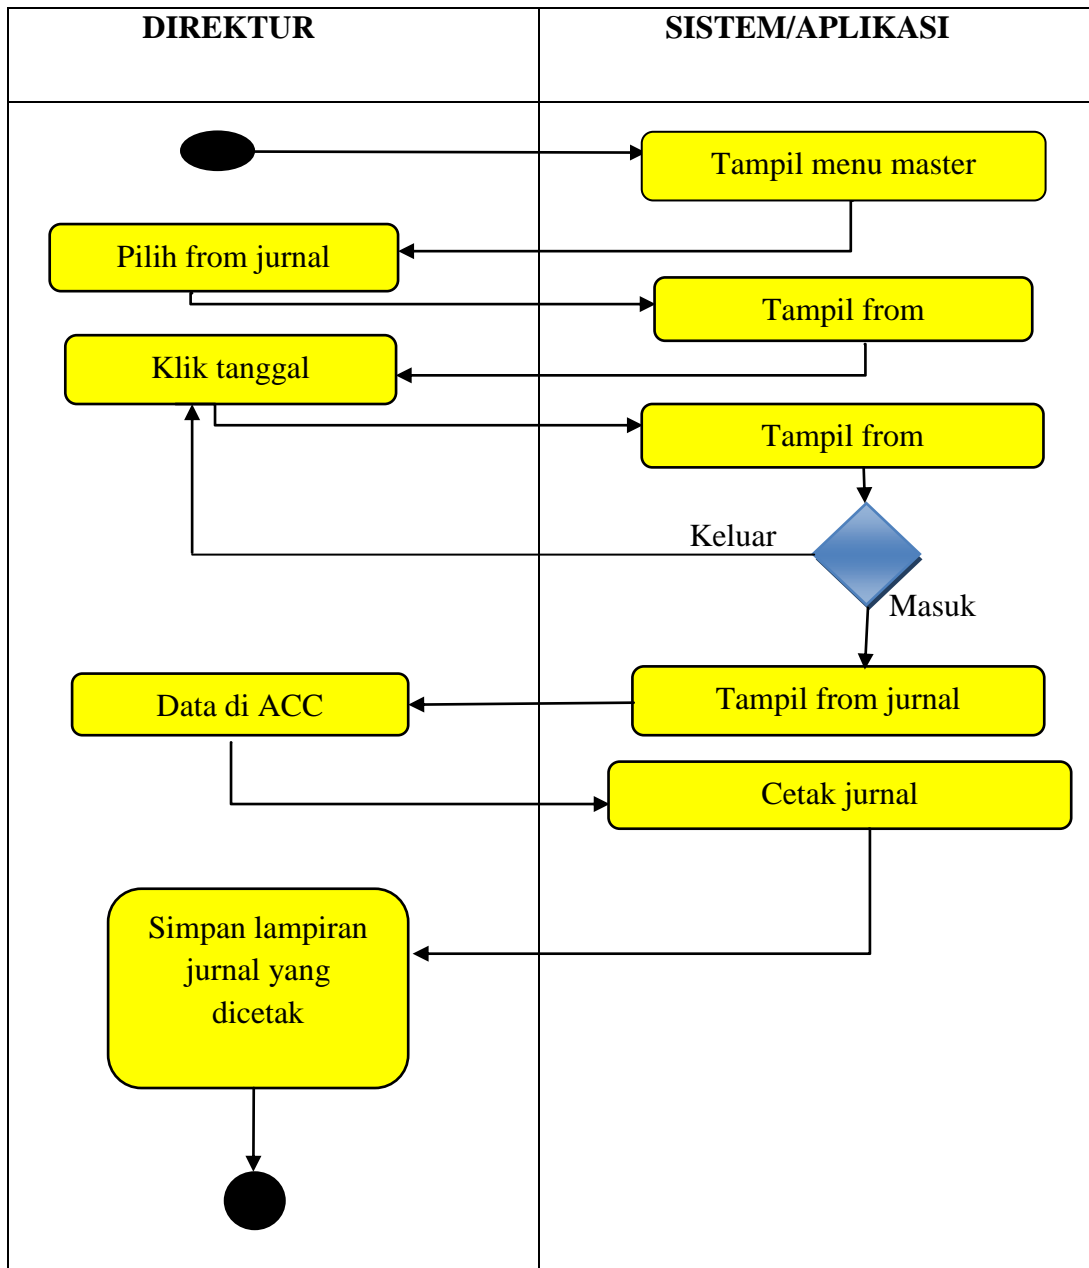 DIREKTUR
SISTEM/APLIKASI
Tampil menu master
Pilih from jurnal
Tampil from
Klik tanggal
Tampil from
Keluar
Masuk
Tampil from jurnal
Data di ACC
Cetak jurnal
Simpan lampiran
jurnal yang
dicetak